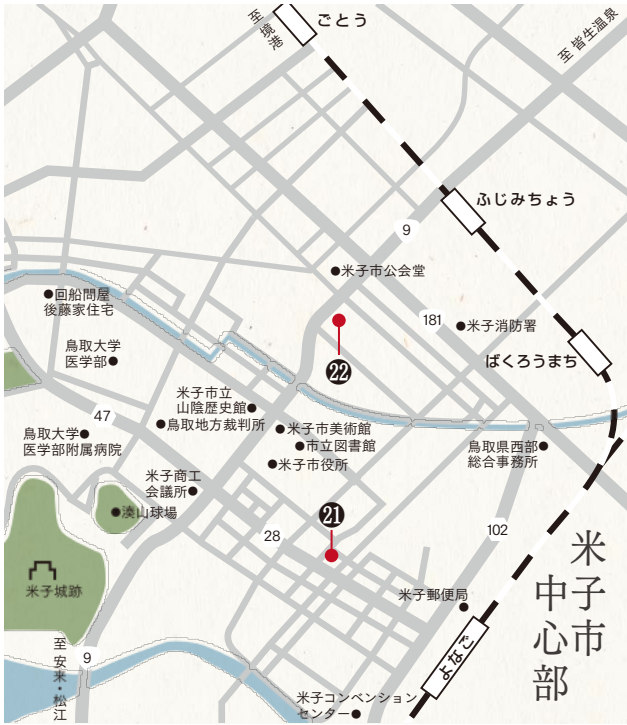 ごとう
至境港
至 皆生温泉
ふじみちょう
9
米子市公会堂
回船問屋
後藤家住宅
181
米子消防署
22
ばくろうまち
鳥取大学
医学部
米子市立
山陰歴史館
47
鳥取地方裁判所
米子市美術館
市立図書館
鳥取大学
医学部附属病院
鳥取県西部
総合事務所
米子市役所
米子商工
会議所
湊山球場
21
28
102
米子市
中心部
米子城跡
米子郵便局
よなご
至 安来・松江
9
米子コンベンション
センター